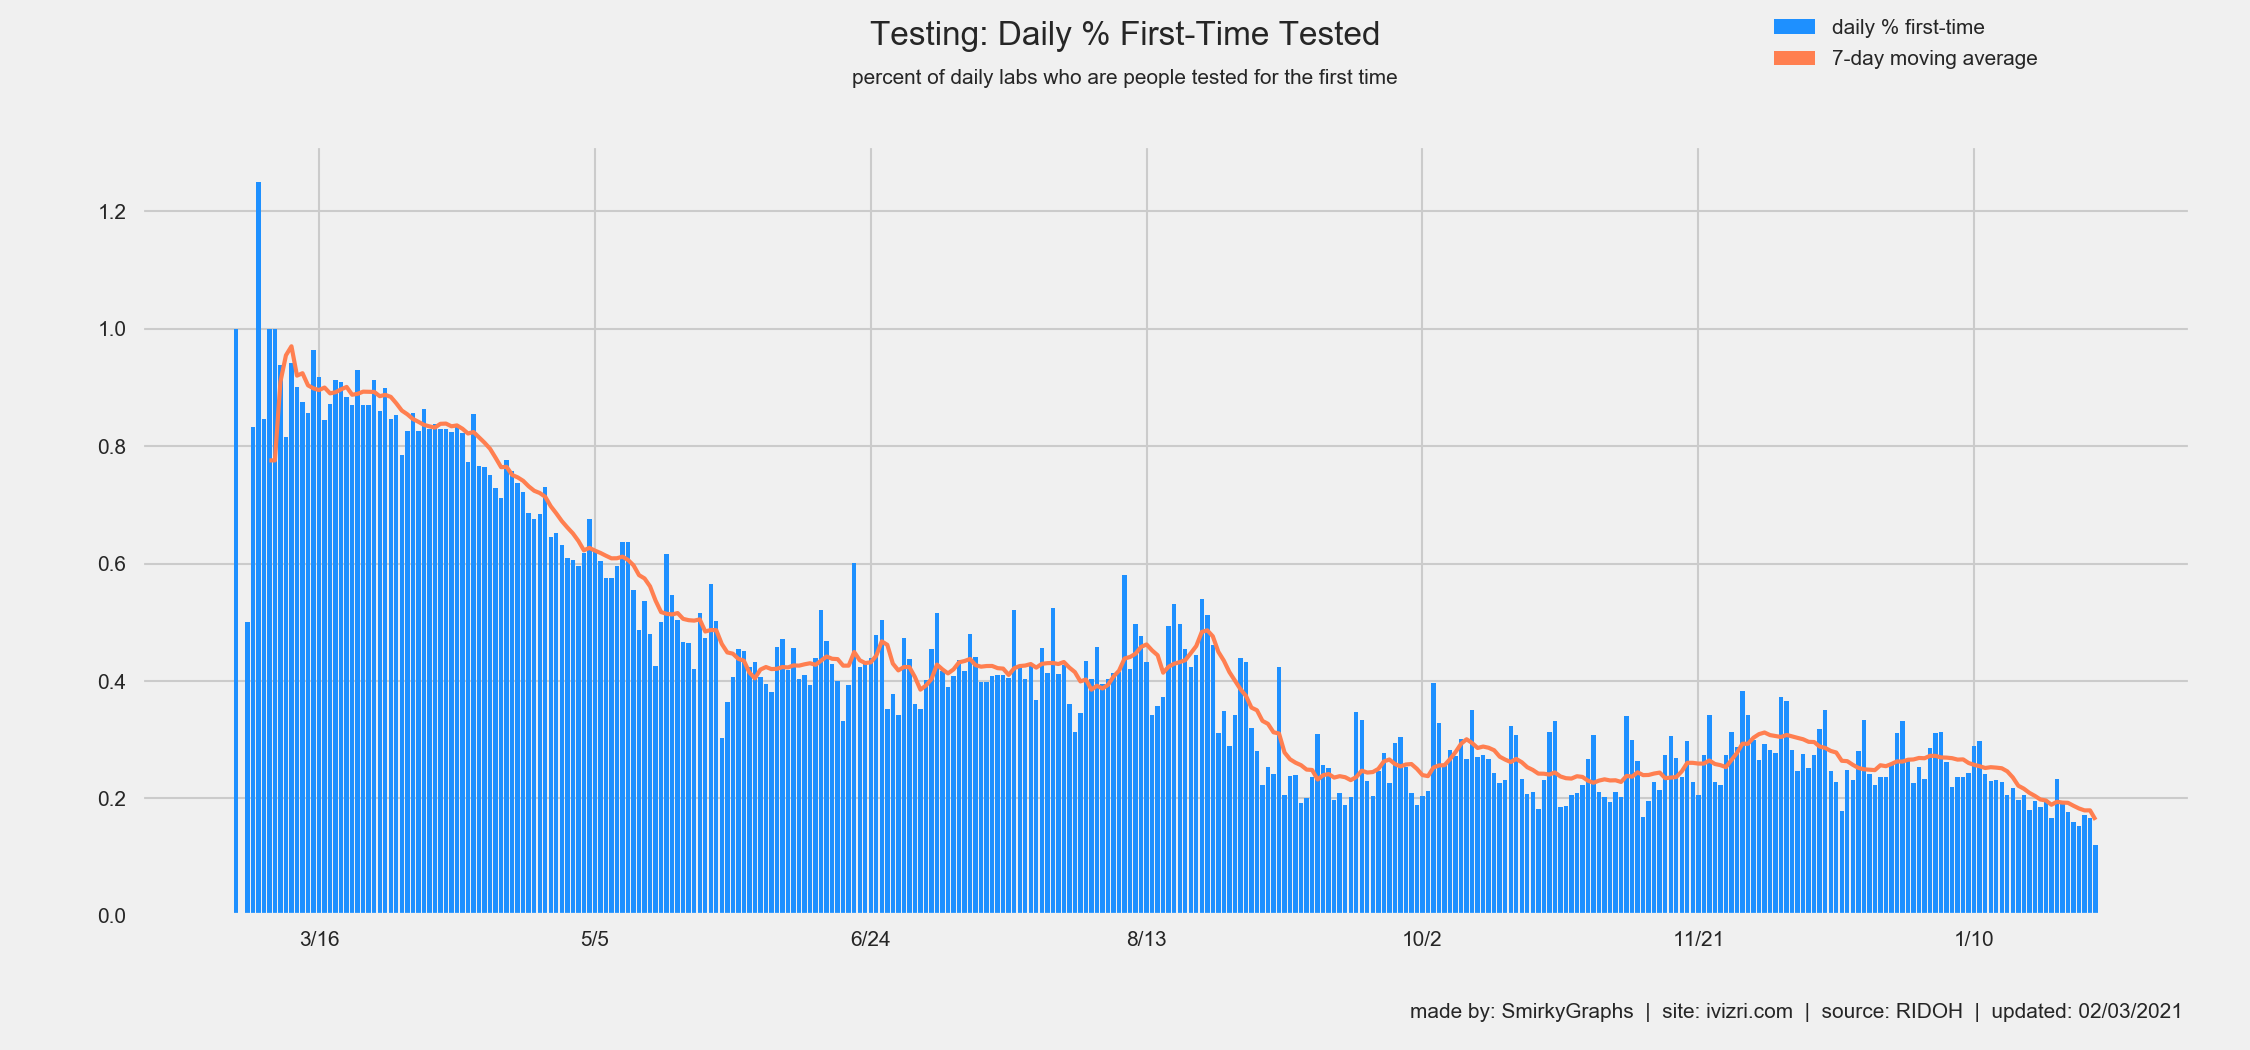 Testing: Daily % First-Time Tested
percent of daily labs who are people tested for the first time
daily % first-time
7-day moving average
1.2
1.0
0.8
0.6
0.4
0.2
0.0
3/16 5/5 6/24 8/13 10/2 11/21 1/10
made by: SmirkyGraphs | site: ivizri.com | source: RIDOH | updated: 02/03/2021